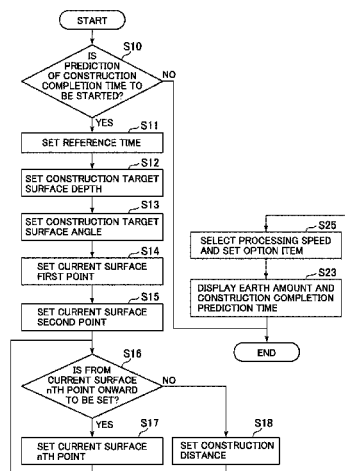 START
S10
IS
PREDICTION
OF CONSTRUCTION
COMPLETION TIME TO
BE STARTED?
NO
YES
S11
SET REFERENCE TIME
S12
SET CONSTRUCTION TARGET
SURFACE DEPTH
S13
SET CONSTRUCTION TARGET
SURFACE ANGLE
S14
SET CURRENT SURFACE
FIRST POINT
S15
SET CURRENT SURFACE
SECOND POINT
S16
IS FROM
CURRENT SURFACE
nTH POINT ONWARD
TO BE SET?
NO
YES
S17
SET CURRENT SURFACE
nTH POINT
S18
SET CONSTRUCTION
DISTANCE
S25
SELECT PROCESSING SPEED
AND SET OPTION ITEM
S23
DISPLAY EARTH AMOUNT AND
CONSTRUCTION COMPLETION
PREDICTION TIME
END